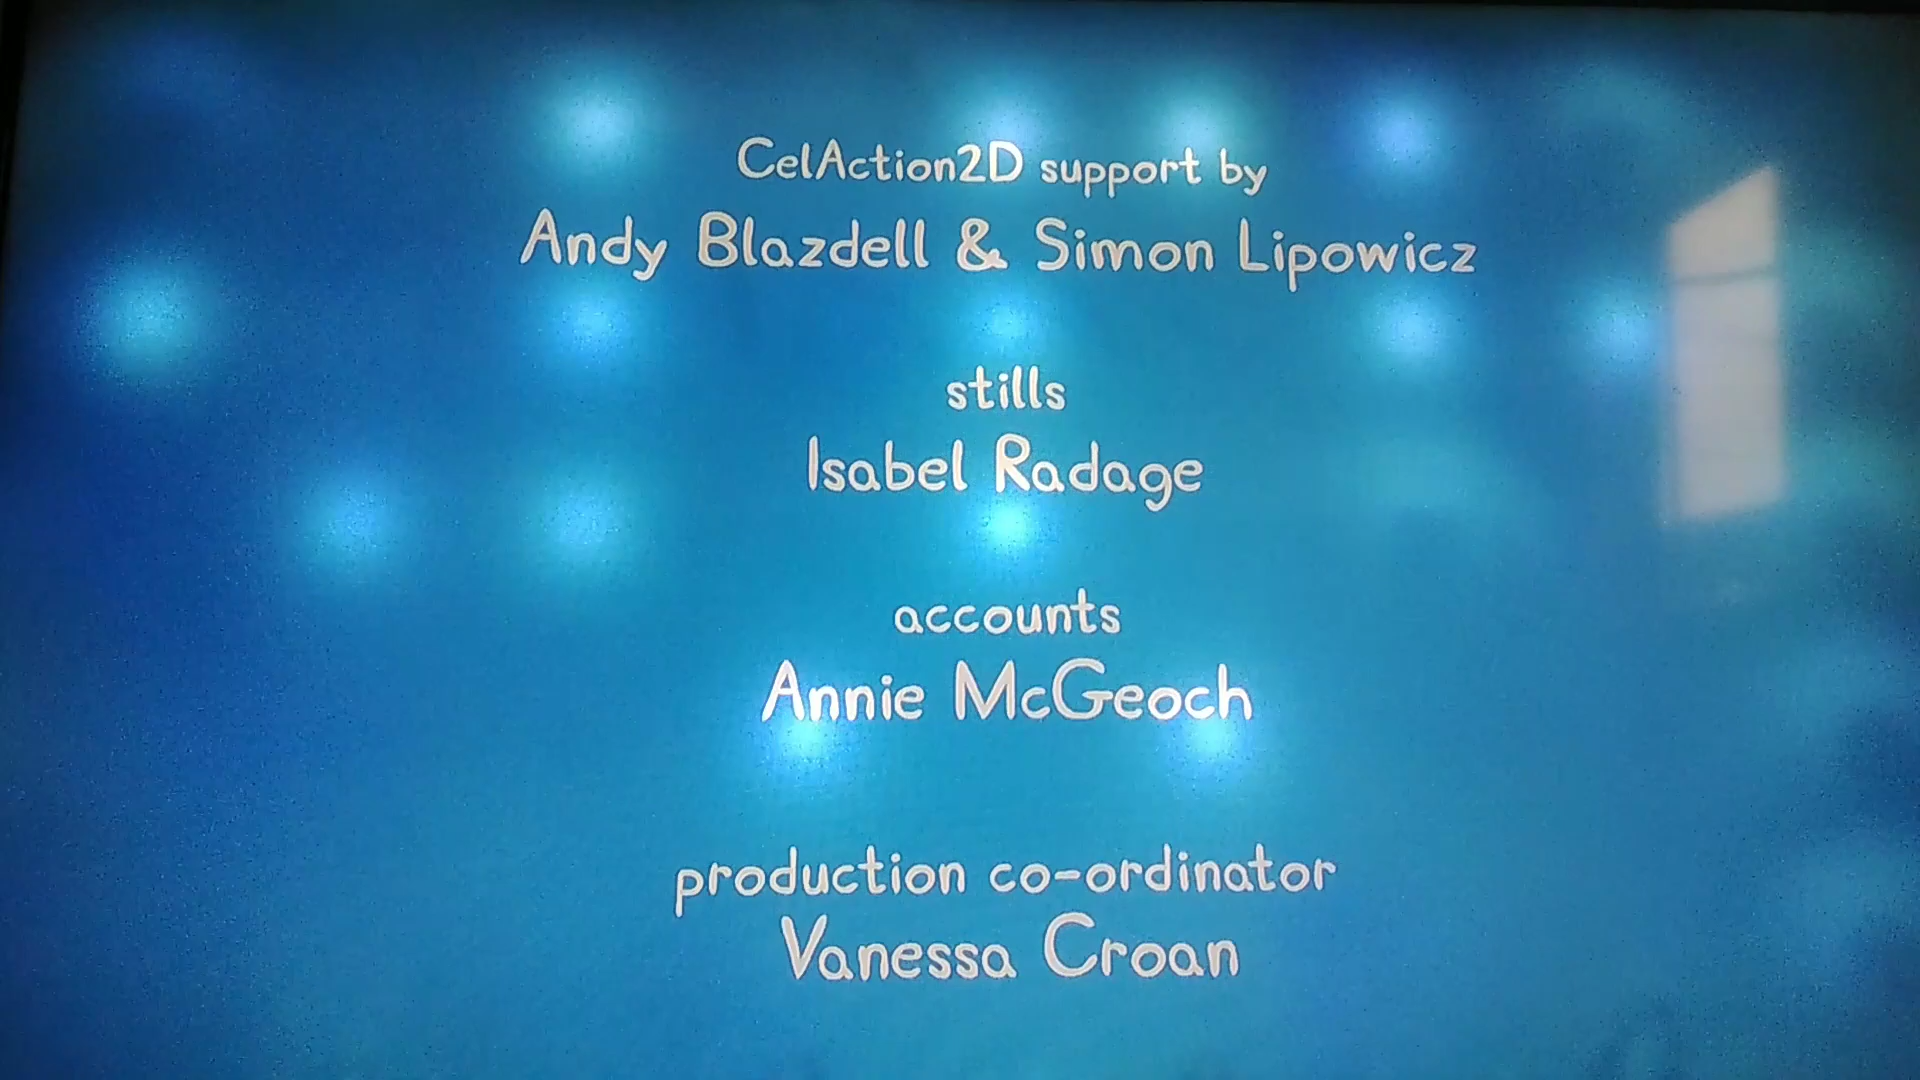 CelAction2D support by
Andy Blazdell & Simon Lipowicz
stills
Isabel Radage
accounts
Annie McGeoch
production co-ordinator
Vanessa Croan